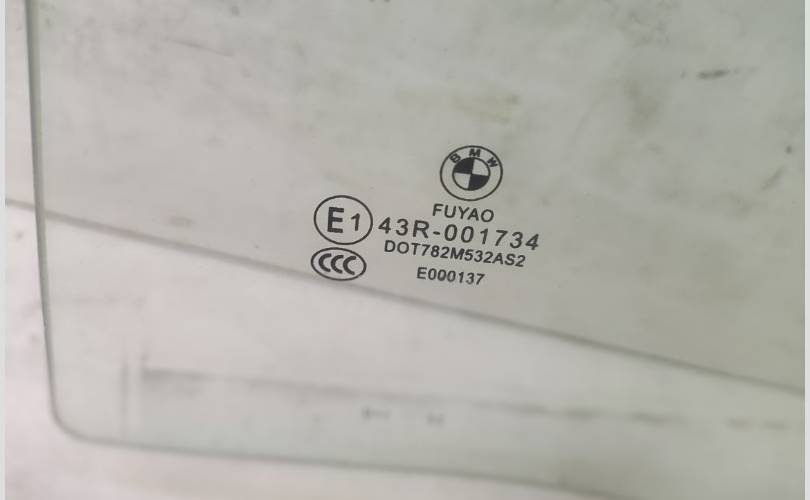 BMW
FUYAO
E1 43R-001734
DOT782M532AS2
CCC
E000137